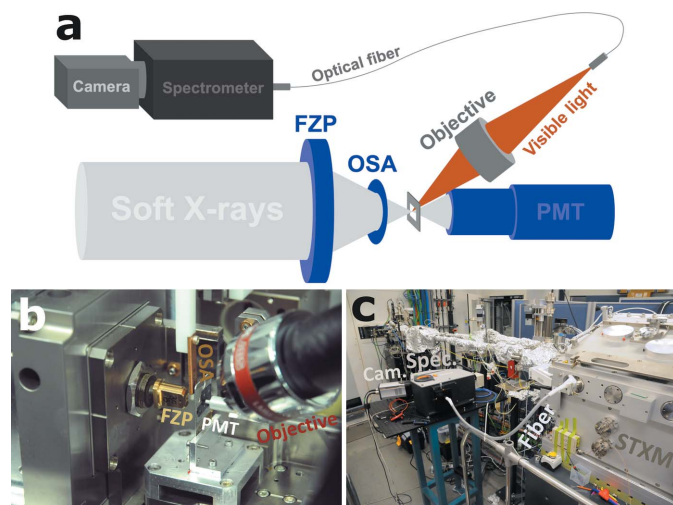 a
Camera
Spectrometer
Optical fiber
FZP
OSA
Objective
Visible light
Soft X-rays
PMT
b
OSA
FZP
PMT
Objective
c
Cam.
Spec.
Fiber
STXM